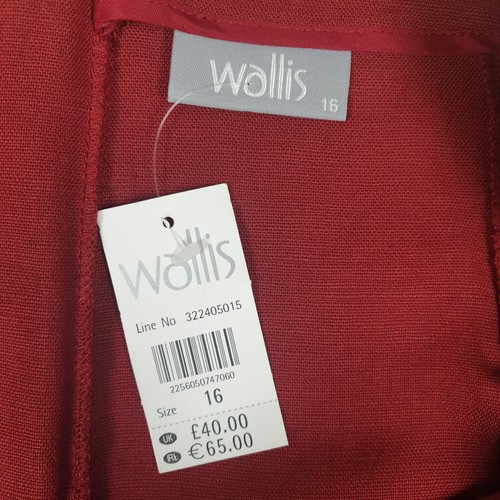 wallis
16
wallis
Line No 322405015
2256050747060
Size 16
UK £40.00
IRL €65.00